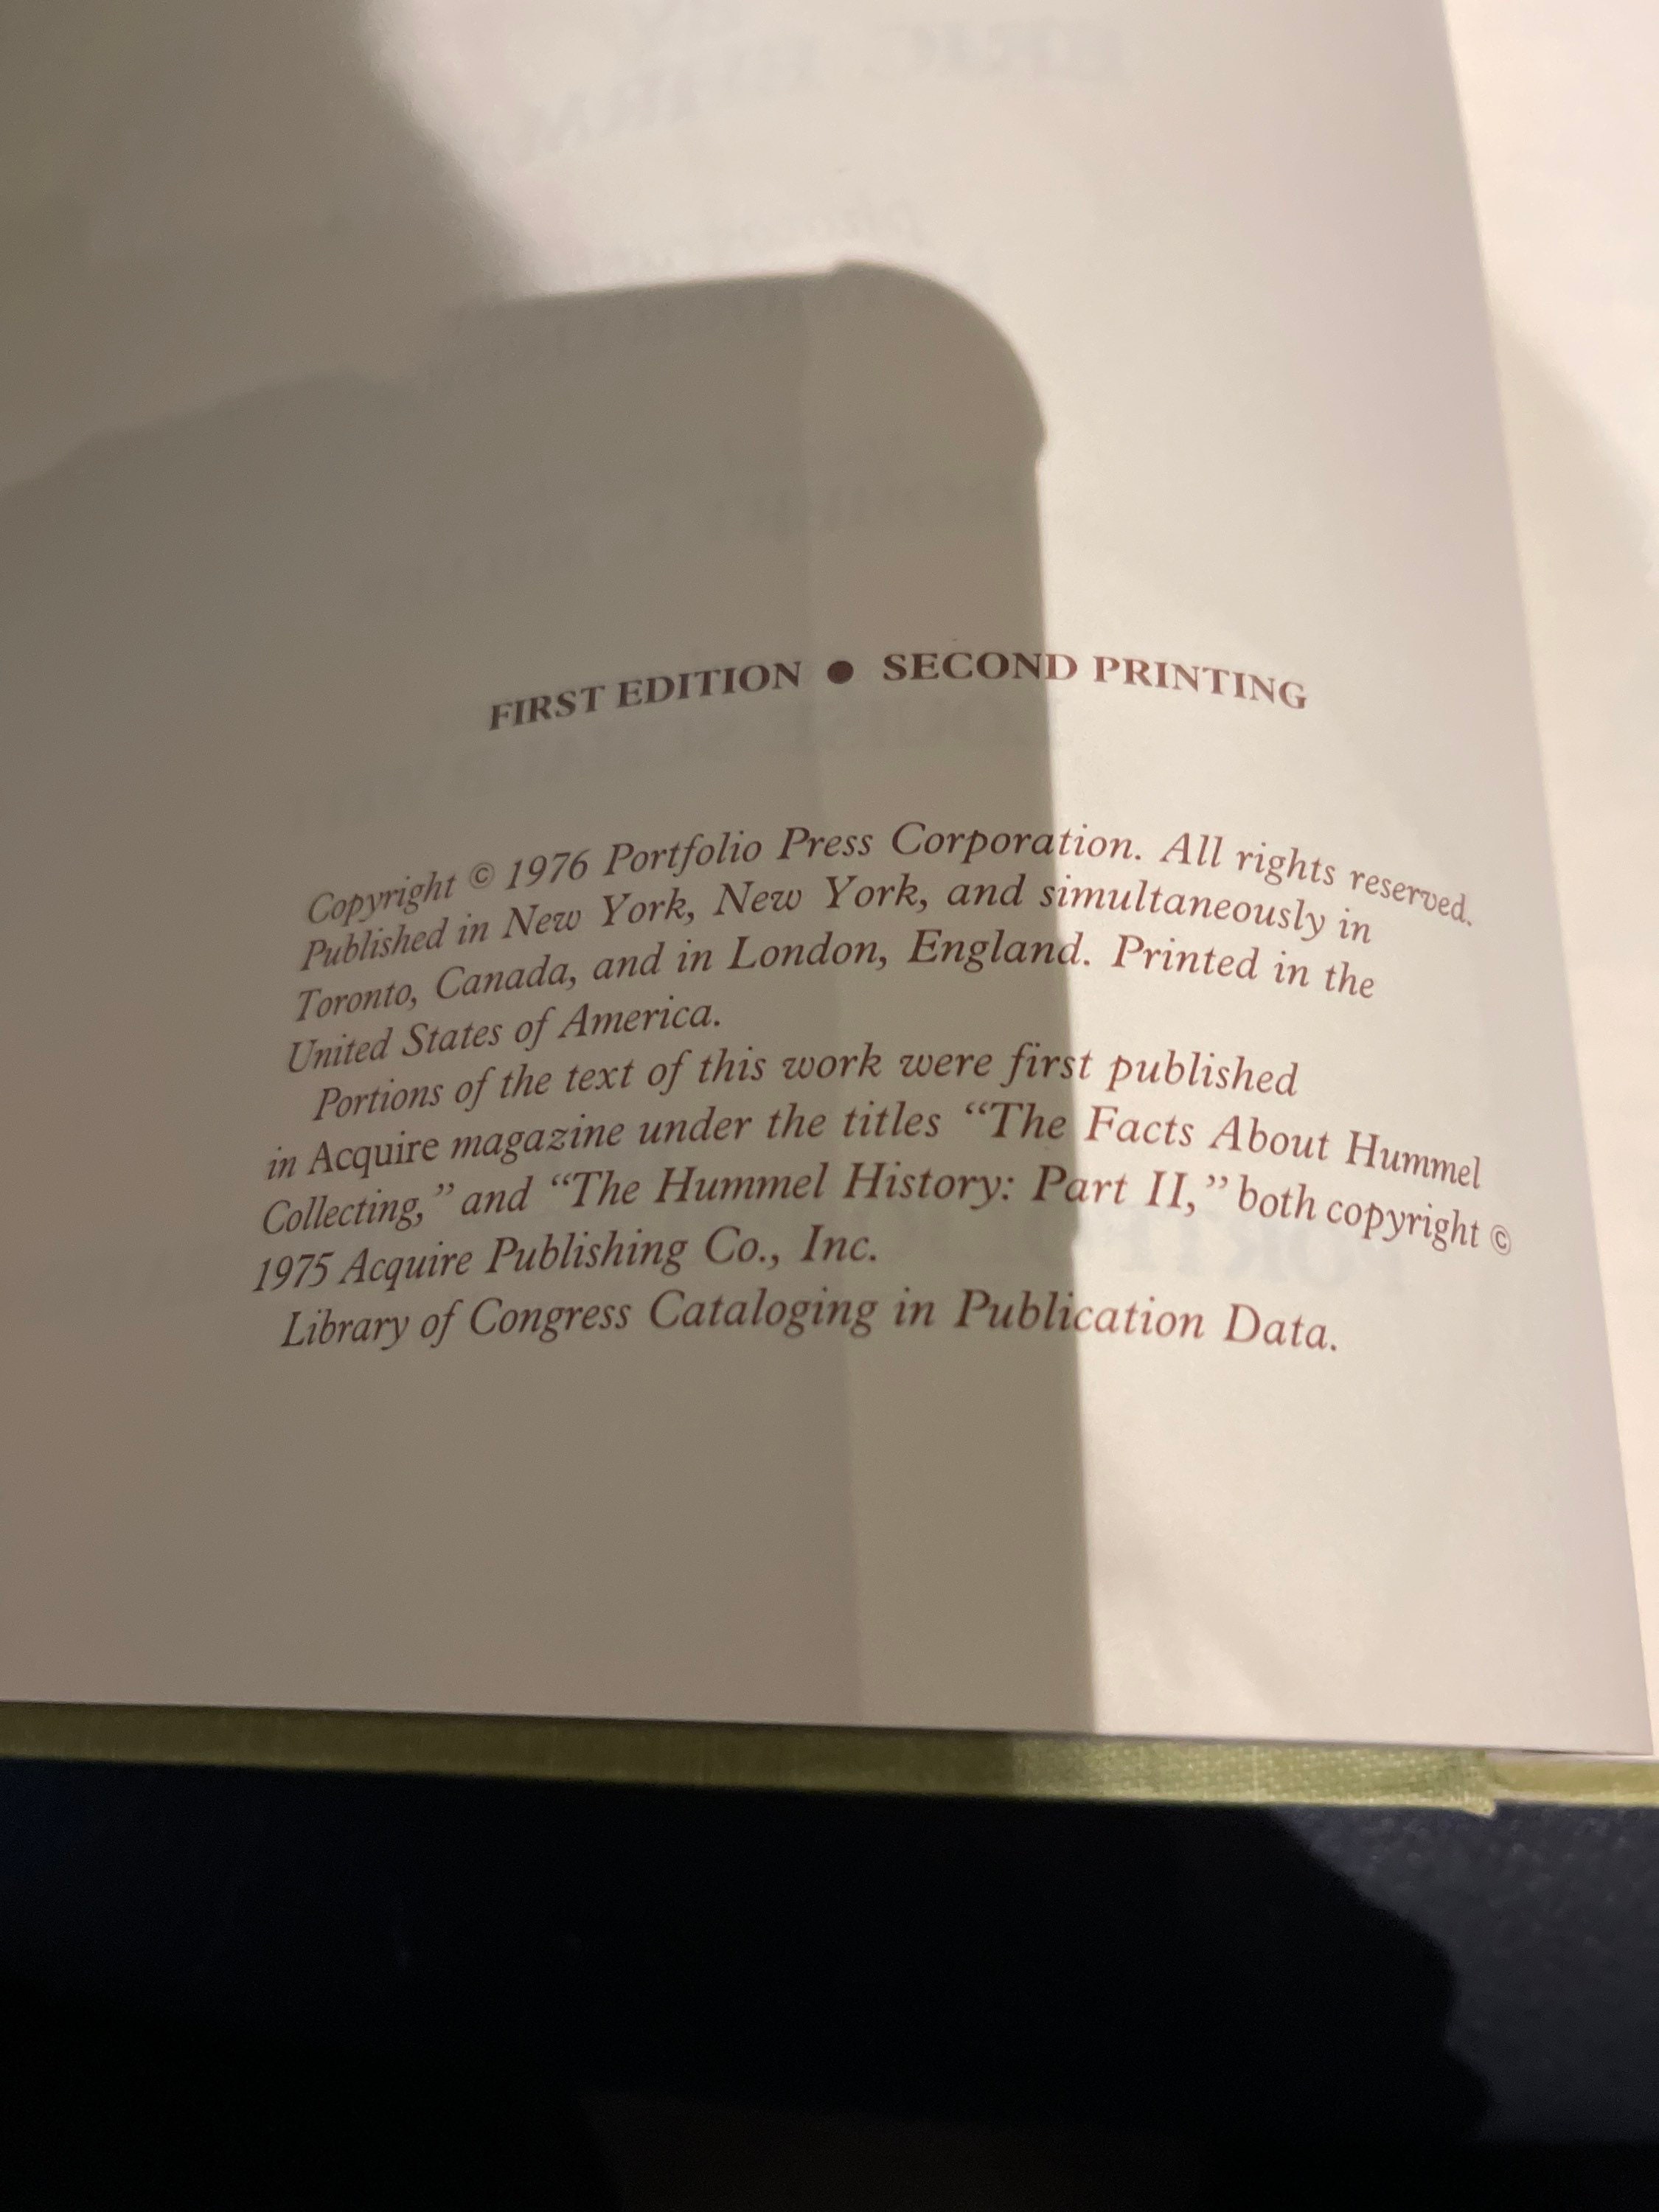 FIRST EDITION ● SECOND PRINTING
Copyright © 1976 Portfolio Press Corporation. All rights reserved.
Published in New York, New York, and simultaneously in
Toronto, Canada, and in London, England. Printed in the
United States of America.
Portions of the text of this work were first published
in Acquire magazine under the titles “The Facts About Hummel
Collecting,” and “The Hummel History: Part II,” both copyright ©
1975 Acquire Publishing Co., Inc.
Library of Congress Cataloging in Publication Data.